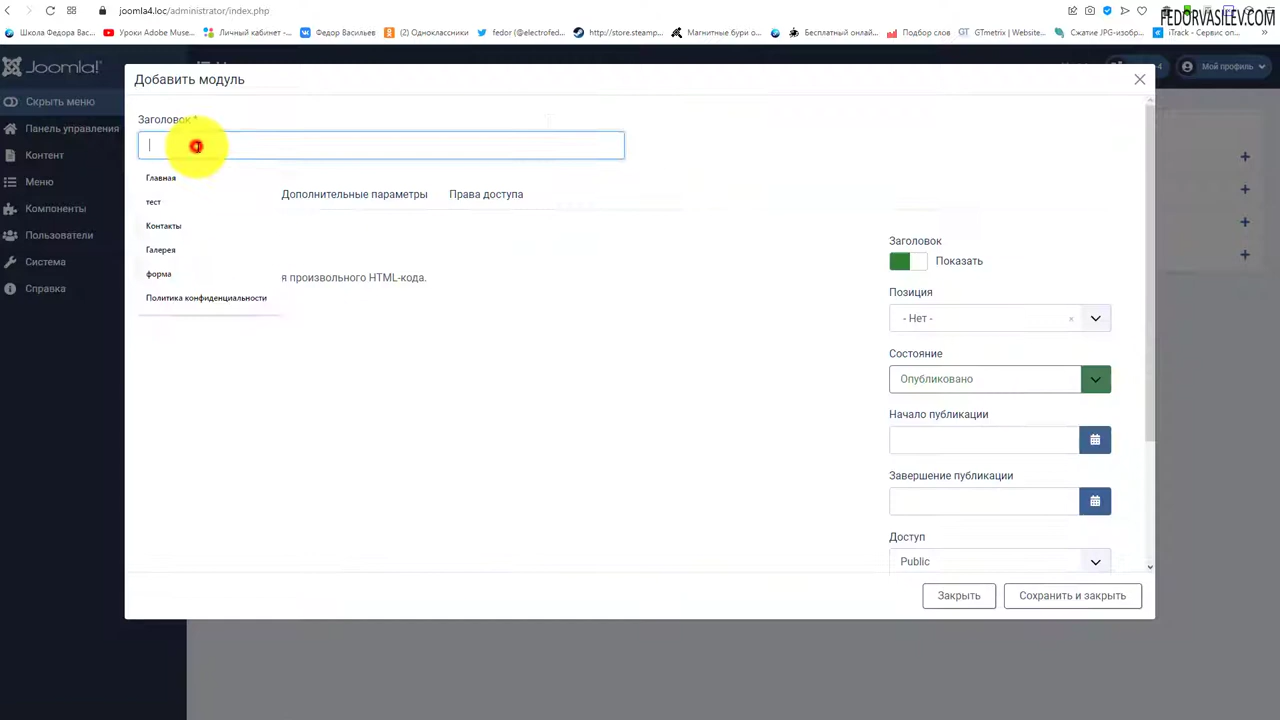 joomla4.loc/administrator/index.php
FEDORVASILEV.COM
Школа Федора Вас...
Уроки Adobe Muse...
Личный кабинет -...
Федор Васильев
(2) Одноклассники
fedor (@electrofed...
http://store.steamp...
Магнитные бури о...
Бесплатный онлай...
Подбор слов
GTmetrix | Website...
Сжатие JPG-изобр...
iTrack - Сервис оп...
Joomla!
Мой профиль
Скрыть меню
Панель управления
Контент
Меню
Компоненты
Пользователи
Система
Справка
Добавить модуль
Заголовок *
Главная
тест
Контакты
Галерея
форма
Политика конфиденциальности
Дополнительные параметры
Права доступа
я произвольного HTML-кода.
Заголовок
Показать
Позиция
- Нет -
Состояние
Опубликовано
Начало публикации
Завершение публикации
Доступ
Public
Закрыть
Сохранить и закрыть